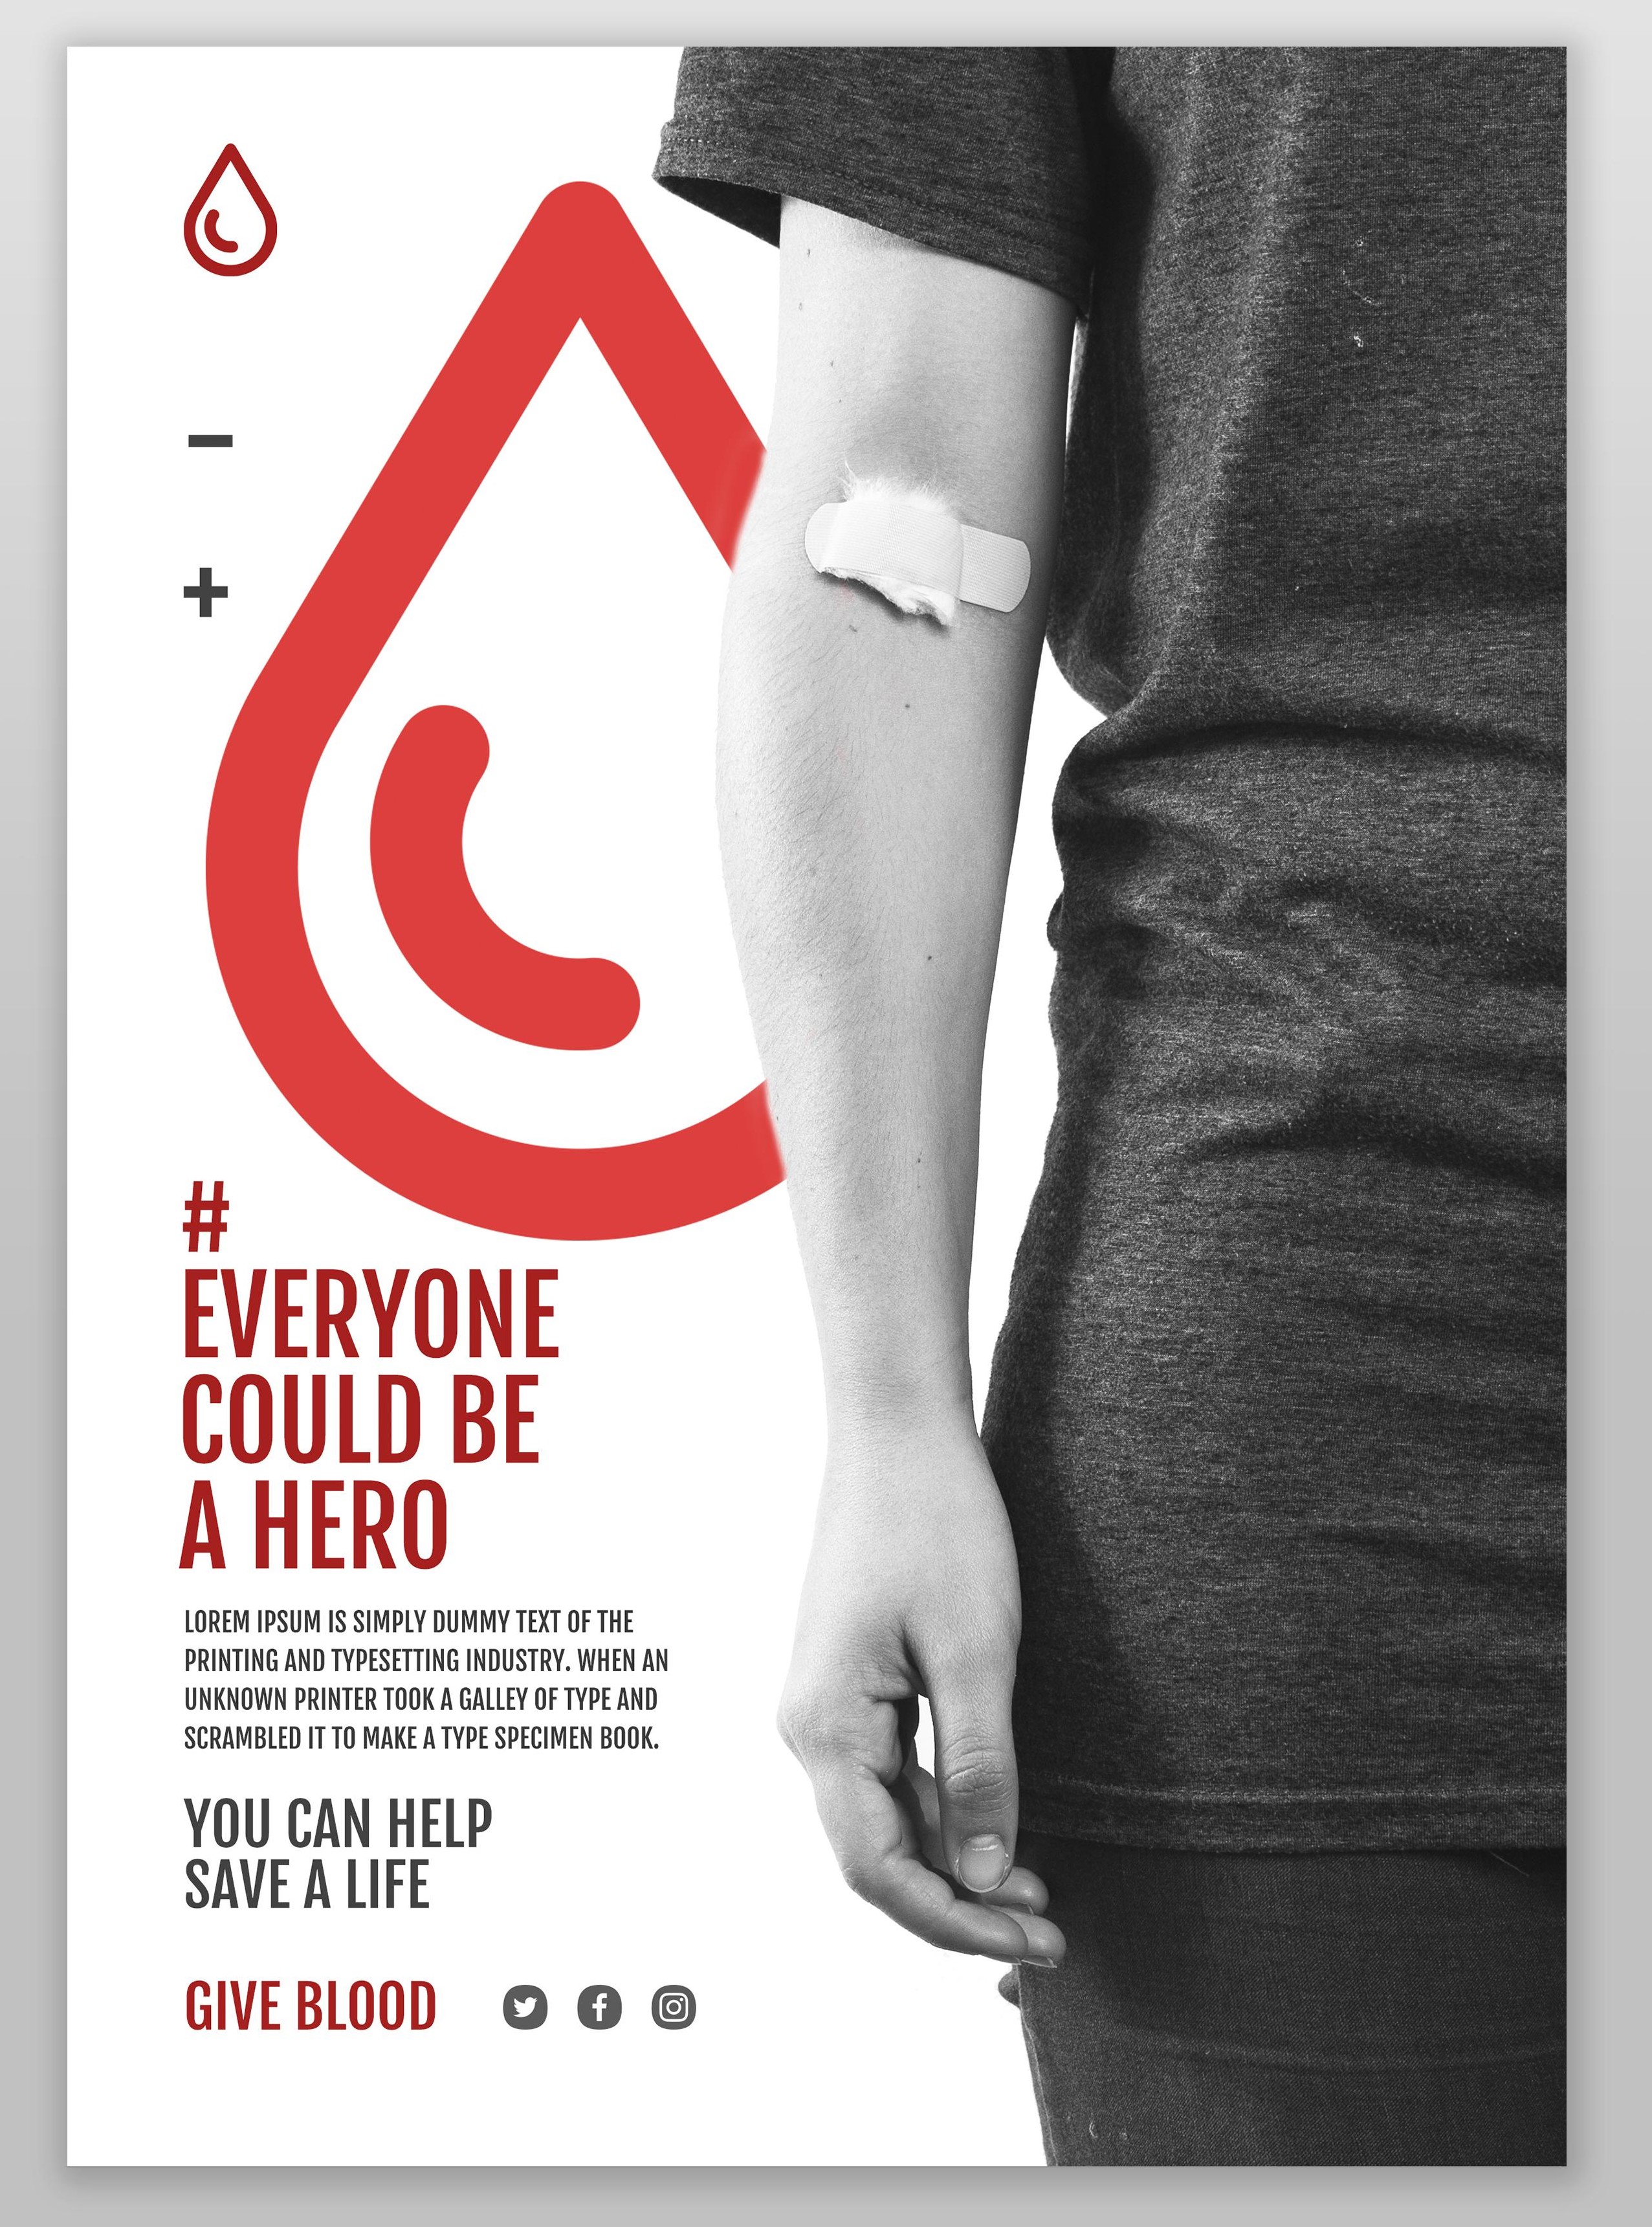 −
+
#
EVERYONE
COULD BE
A HERO
LOREM IPSUM IS SIMPLY DUMMY TEXT OF THE
PRINTING AND TYPESETTING INDUSTRY. WHEN AN
UNKNOWN PRINTER TOOK A GALLEY OF TYPE AND
SCRAMBLED IT TO MAKE A TYPE SPECIMEN BOOK.
YOU CAN HELP
SAVE A LIFE
GIVE BLOOD